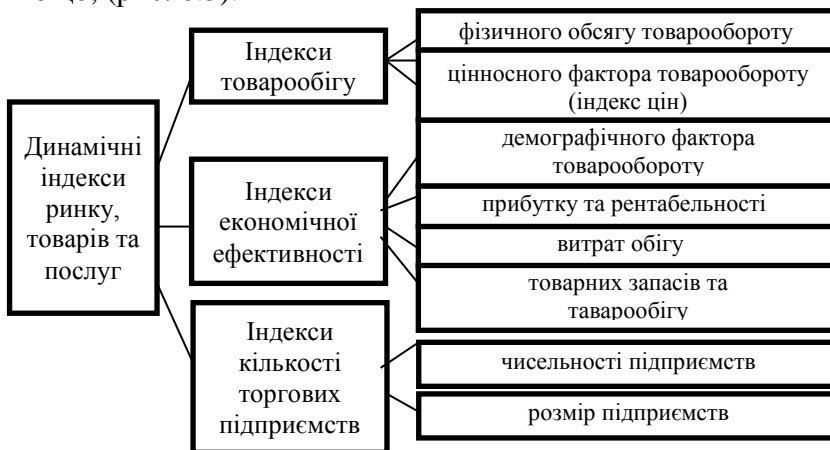 Індекси
товарообігу
фізичного обсягу товарообороту
цінносного фактора товарообороту
(індекс цін)
Динамічні
індекси
ринку,
товарів та
послуг
Індекси
економічної
ефективності
демографічного фактора
товарообороту
прибутку та рентабельності
витрат обігу
товарних запасів та
таварообігу
Індекси
кількості
торгових
підприємств
чисельності підприємств
розмір підприємств